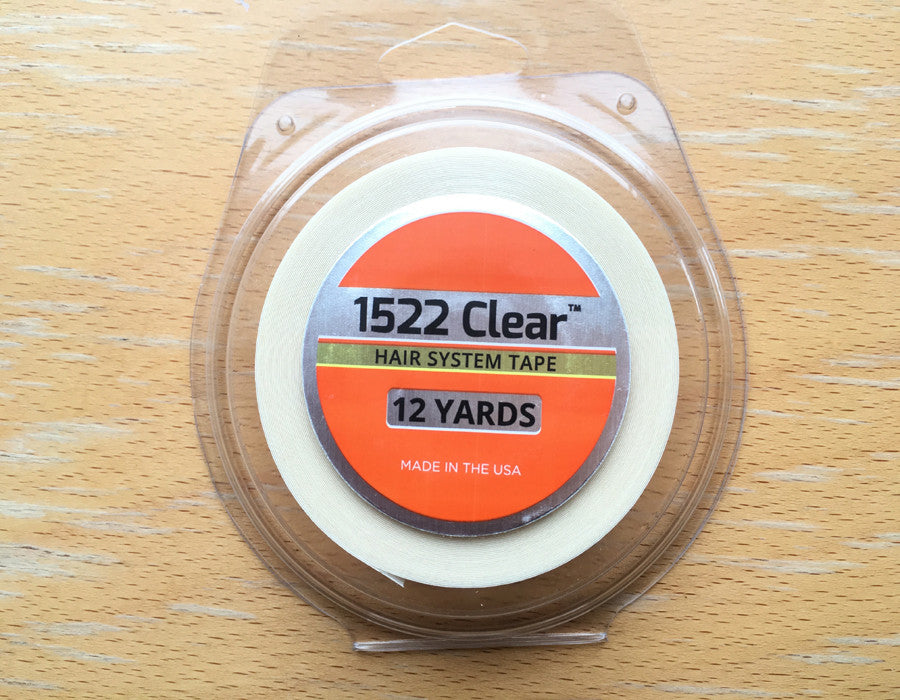 1522 Clear™
HAIR SYSTEM TAPE
12 YARDS
MADE IN THE USA